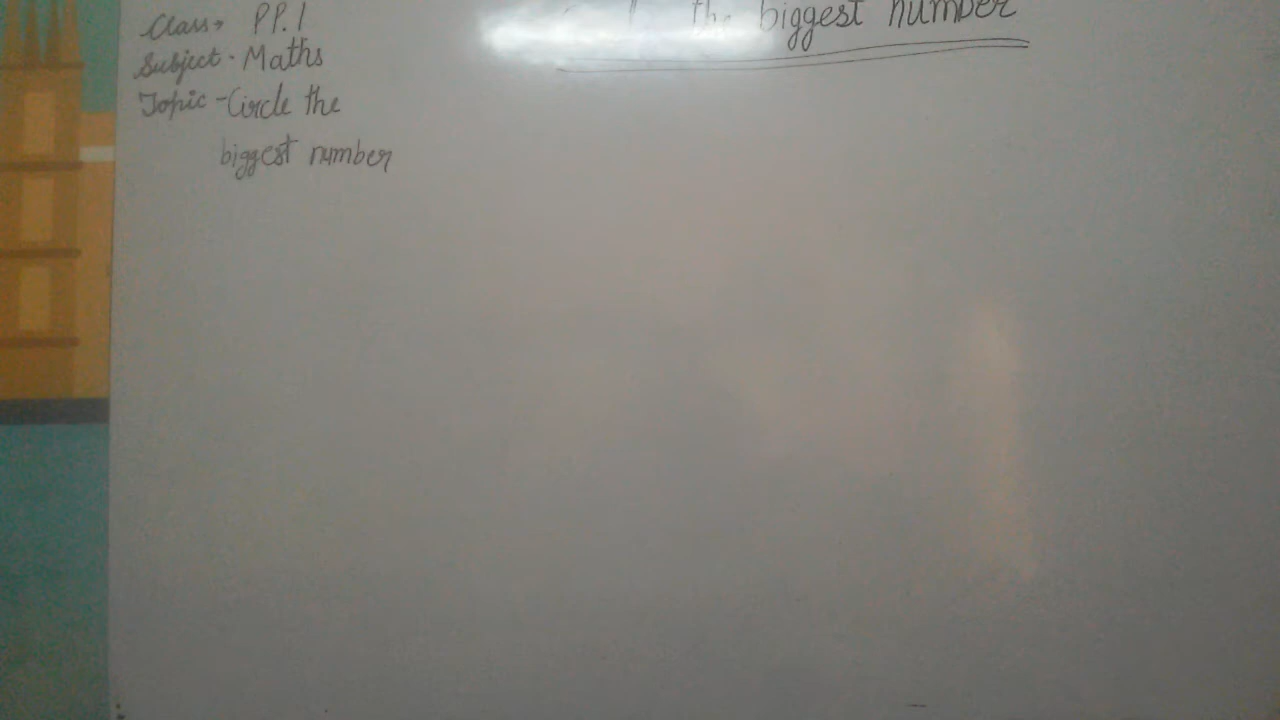 Class → PP.1
Subject - Maths
Topic - Circle the
biggest number
the biggest number